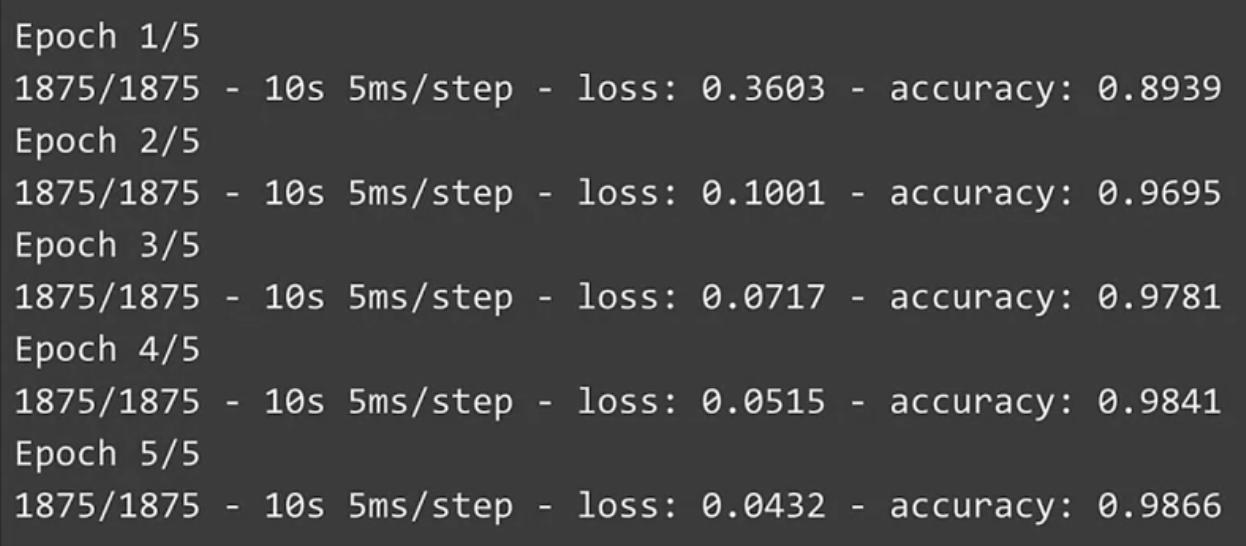 Epoch 1/5
1875/1875 - 10s 5ms/step - loss: 0.3603 - accuracy: 0.8939
Epoch 2/5
1875/1875 - 10s 5ms/step - loss: 0.1001 - accuracy: 0.9695
Epoch 3/5
1875/1875 - 10s 5ms/step - loss: 0.0717 - accuracy: 0.9781
Epoch 4/5
1875/1875 - 10s 5ms/step - loss: 0.0515 - accuracy: 0.9841
Epoch 5/5
1875/1875 - 10s 5ms/step - loss: 0.0432 - accuracy: 0.9866